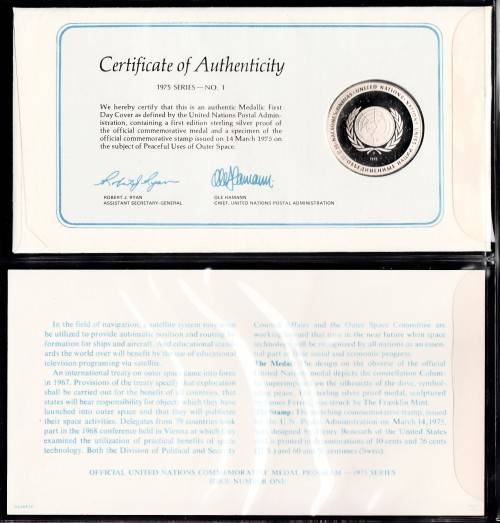 Certificate of Authenticity
1975 SERIES — NO. 1
We hereby certify that this is an authentic Medallic First
Day Cover as defined by the United Nations Postal Admin-
istration, containing a first edition sterling silver proof of
the official commemorative medal and a specimen of the
official commemorative stamp issued on 14 March 1975 on
the subject of Peaceful Uses of Outer Space.
Robert J. Ryan
Ole Hamann
ROBERT J. RYAN
ASSISTANT SECRETARY-GENERAL
OLE HAMANN
CHIEF, UNITED NATIONS POSTAL ADMINISTRATION
UNITED NATIONS
1975
In the field of navigation, a satellite system may soon
be utilized to provide automatic position and routing in-
formation for ships and aircraft. And educational stand-
ards the world over will benefit by the use of educational
television programing via satellite.
An international treaty on outer space came into force
in 1967. Provisions of the treaty specify that exploration
shall be carried out for the benefit of all countries, that
states will bear responsibility for objects which they have
launched into outer space and that they will publicize
their space activities. Delegates from 79 countries took
part in the 1968 conference held in Vienna at which they
examined the utilization of practical benefits of space
technology. Both the Division of Political and Security
Council Affairs and the Outer Space Committee are
working toward that time in the near future when space
technology will be recognized by all nations as an essen-
tial part of the social and economic progress.
The Medal: The design on the obverse of the official
United Nations medal depicts the constellation Colum-
ba superimposed on the silhouette of the dove, symbol-
izing peace. The sterling silver proof medal, sculptured
by James Ferrell, was struck by The Franklin Mint.
The Stamp: The matching commemorative stamp, issued
by the U.N. Postal Administration on March 14, 1975,
was designed by Henry Bencsath of the United States
and is printed in denominations of 10 cents and 26 cents
(U.S.) and 60 and 90 centimes (Swiss).
OFFICIAL UNITED NATIONS COMMEMORATIVE MEDAL PROGRAM — 1975 SERIES
ISSUE NUMBER ONE